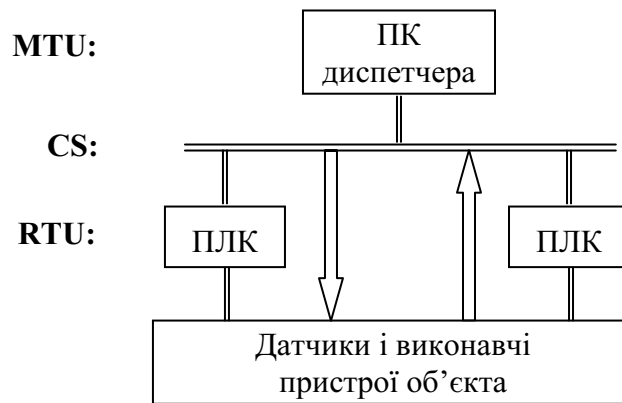 MTU:
ПК
диспетчера
CS:
RTU:
ПЛК
ПЛК
Датчики і виконавчі
пристрої об’єкта